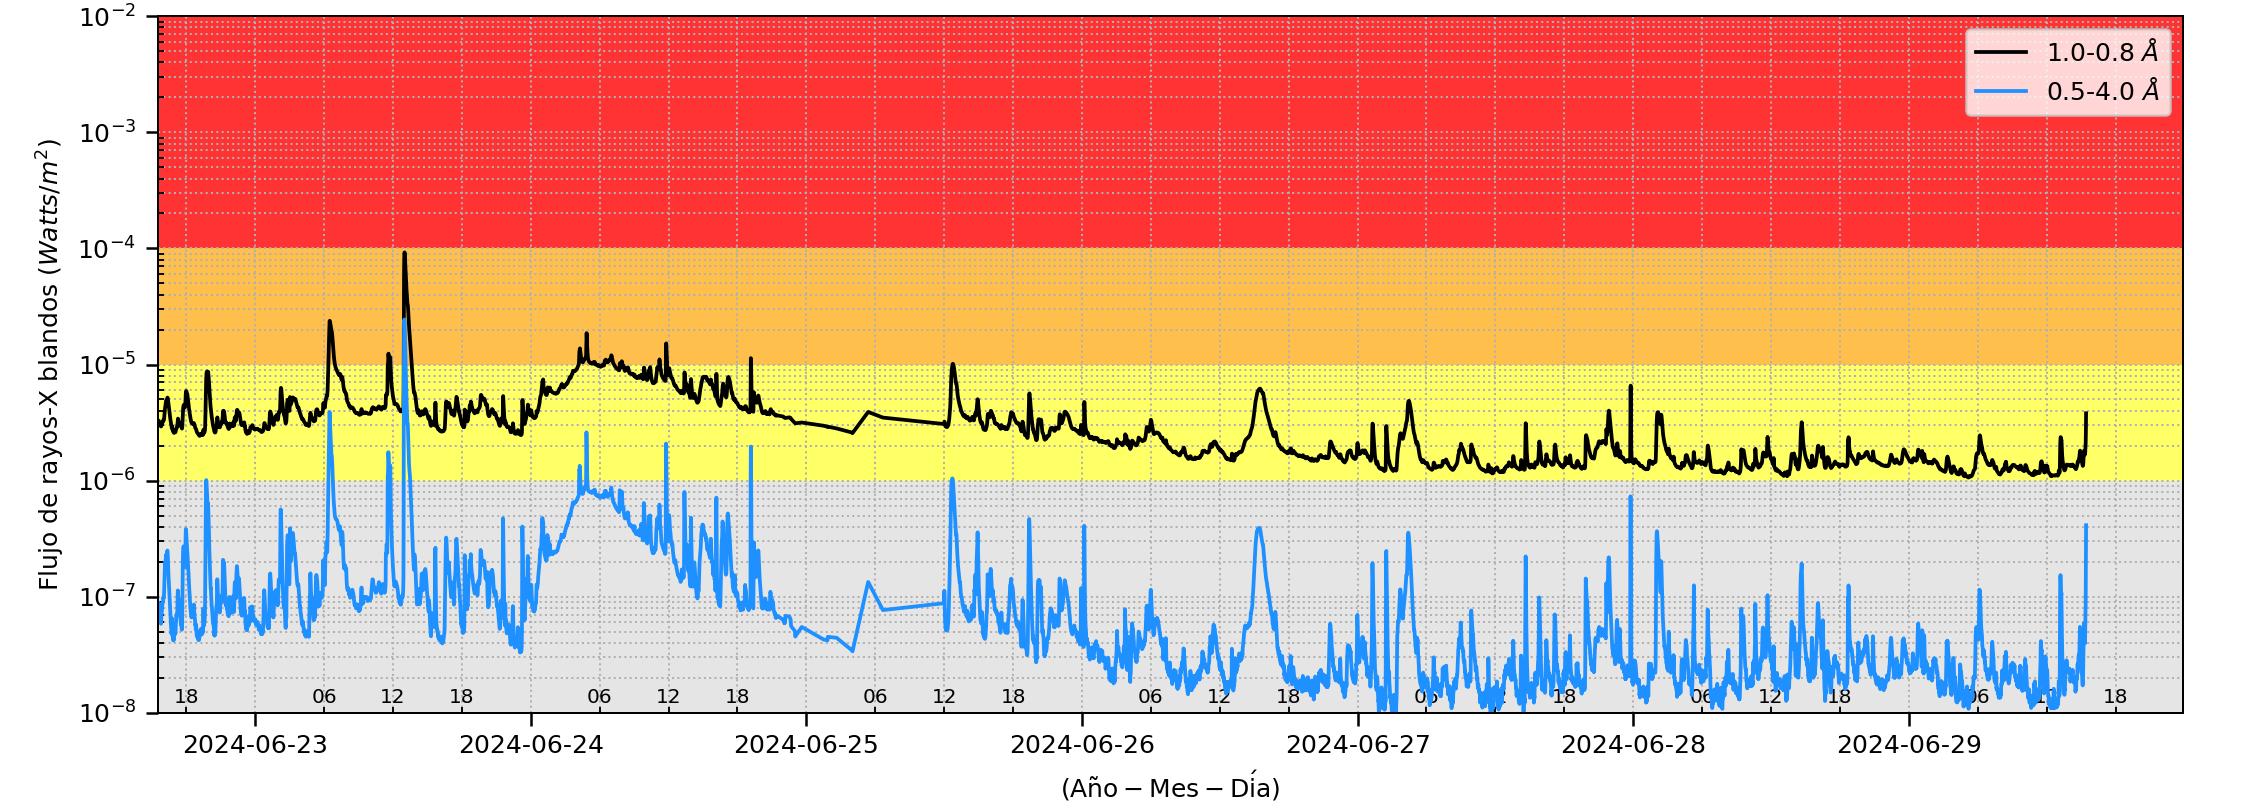 Flujo de rayos-X blandos (Watts/m²)
10⁻²
10⁻³
10⁻⁴
10⁻⁵
10⁻⁶
10⁻⁷
10⁻⁸
1.0-0.8 Å
0.5-4.0 Å
18 06 12 18 06 12 18 06 12 18 06 12 18 06 18 06 12 18 06 18
2024-06-23 2024-06-24 2024-06-25 2024-06-26 2024-06-27 2024-06-28 2024-06-29
(Año − Mes − Día)